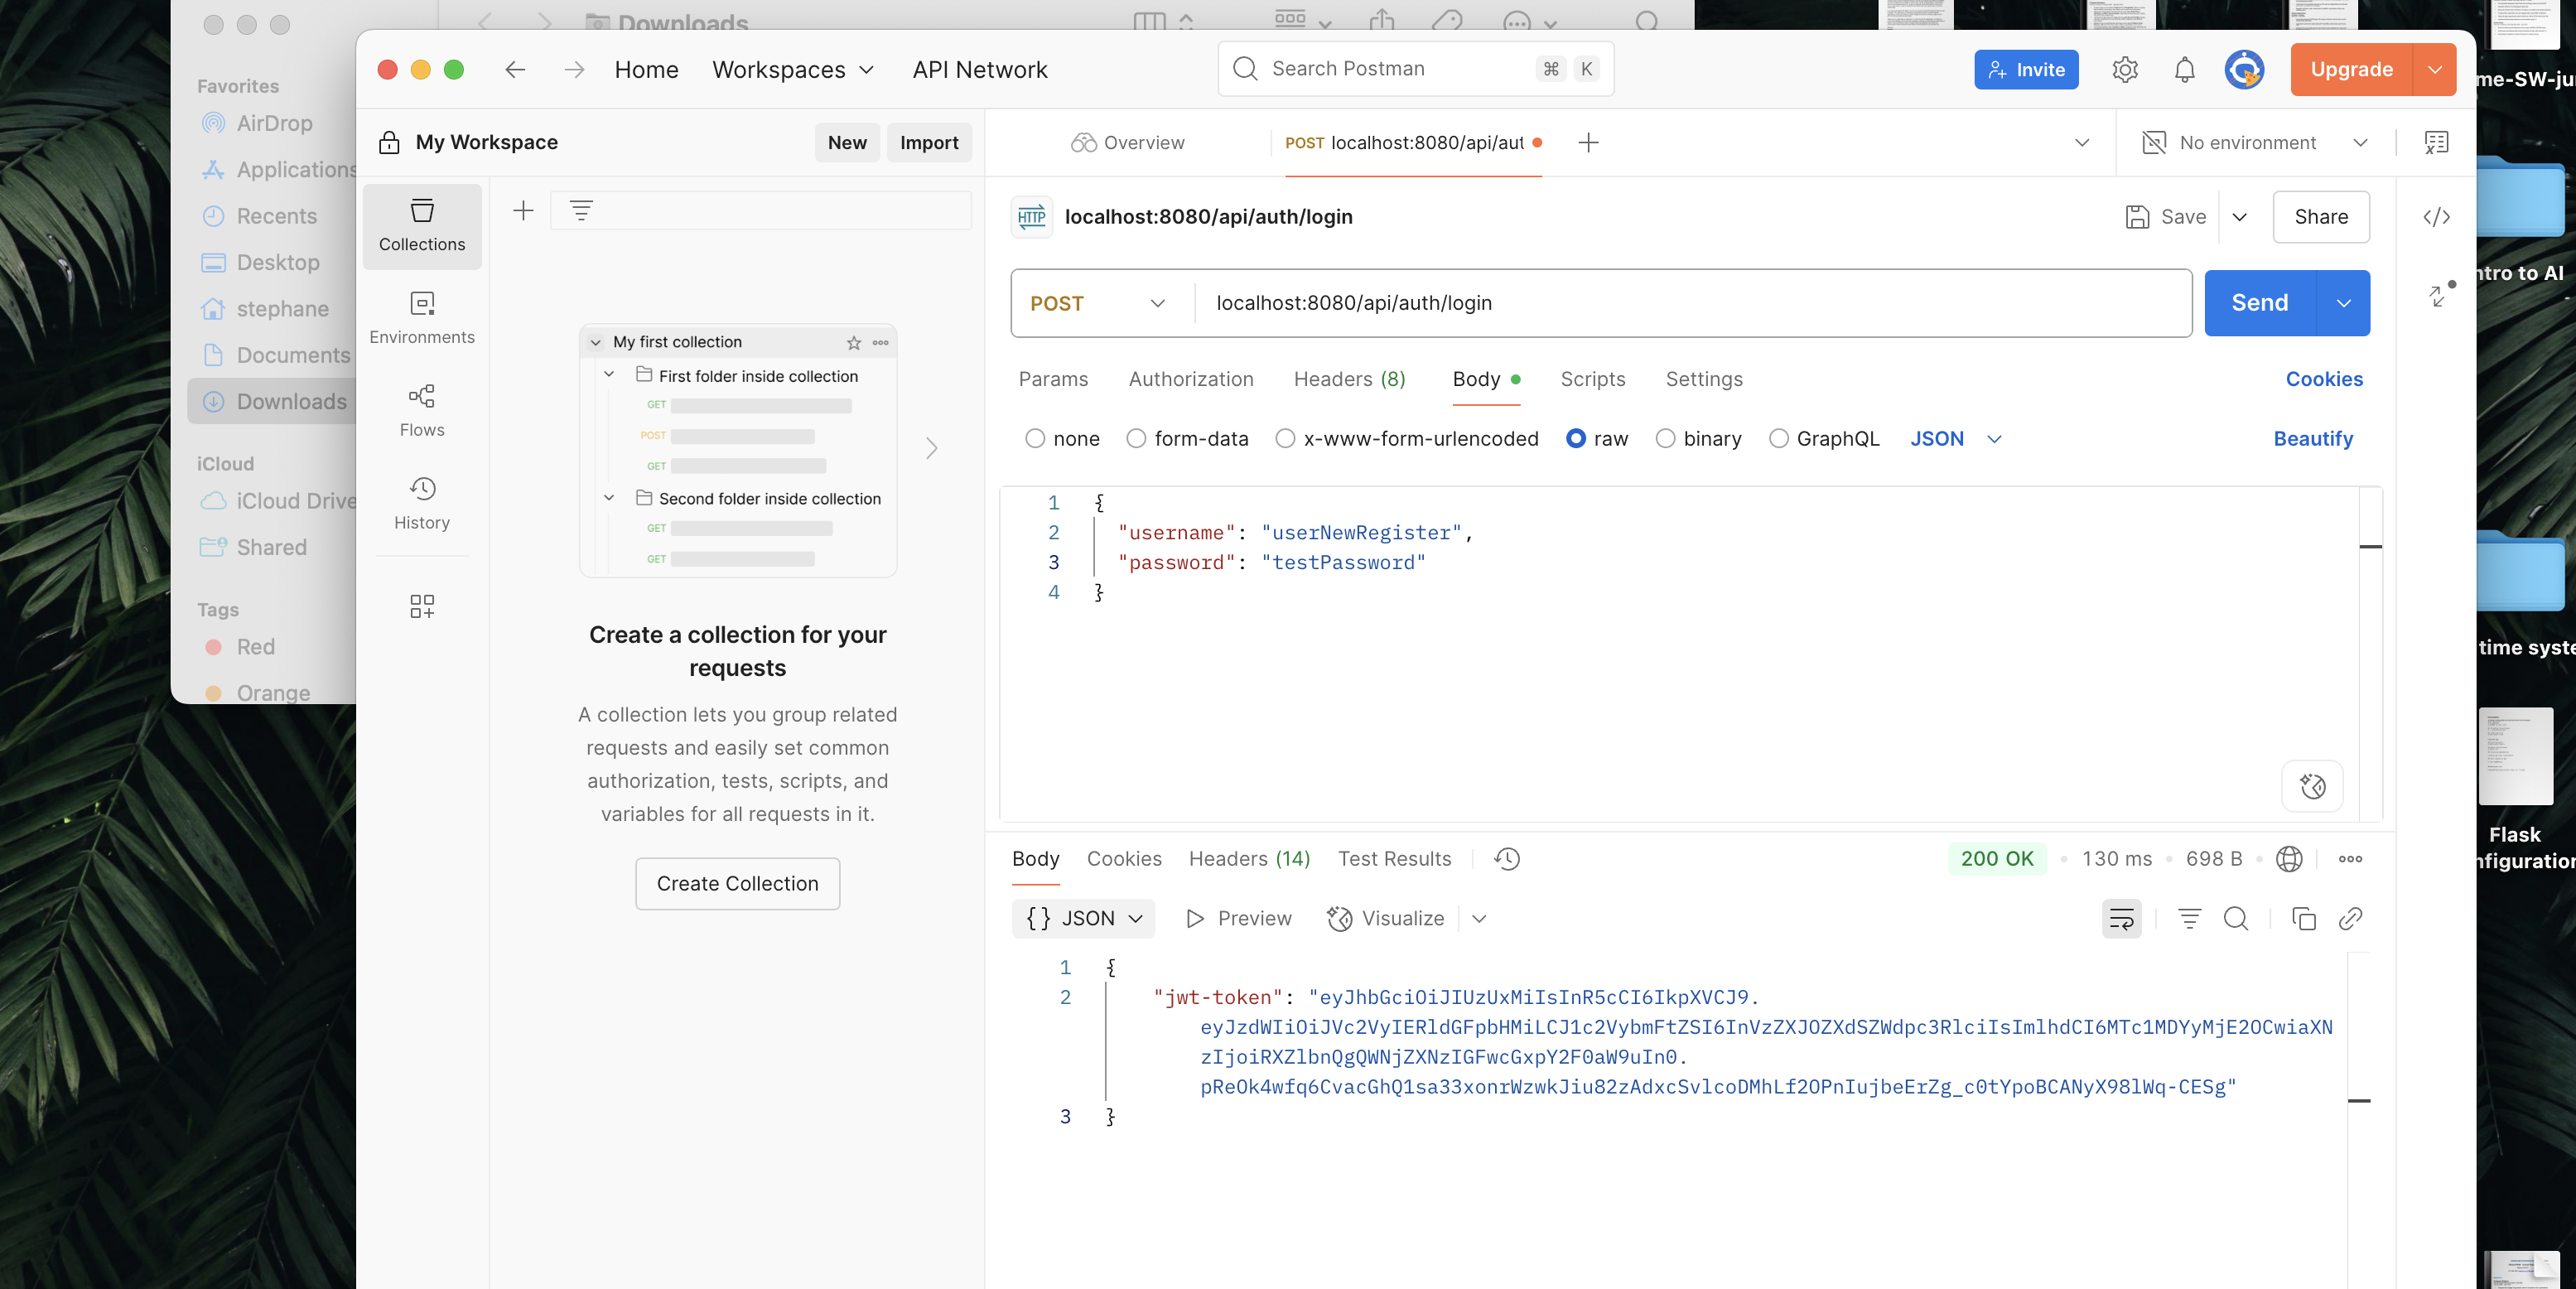 Downloads
Favorites
AirDrop
Applications
Recents
Desktop
stephane
Documents
Downloads
iCloud
iCloud Drive
Shared
Tags
Red
Orange
Home
Workspaces
API Network
Search Postman
⌘ K
Invite
Upgrade
My Workspace
New
Import
Overview
POST localhost:8080/api/aut
No environment
Collections
Environments
Flows
History
My first collection
First folder inside collection
GET
POST
GET
Second folder inside collection
GET
GET
Create a collection for your
requests
A collection lets you group related
requests and easily set common
authorization, tests, scripts, and
variables for all requests in it.
Create Collection
HTTP localhost:8080/api/auth/login
Save
Share
POST localhost:8080/api/auth/login
Send
Params Authorization Headers (8) Body Scripts Settings Cookies
none form-data x-www-form-urlencoded raw binary GraphQL JSON Beautify
1 {
2 "username": "userNewRegister",
3 "password": "testPassword"
4 }
Body Cookies Headers (14) Test Results 200 OK • 130 ms • 698 B
{} JSON Preview Visualize
1 {
2 "jwt-token": "eyJhbGciOiJIUzUxMiIsInR5cCI6IkpXVCJ9.
eyJzdWIiOiJVc2VyIERldGFpbHMiLCJ1c2VybmFtZSI6InVzZXJOZXdSZWdpc3RlciIsImlhdCI6MTc1MDYyMjE2OCwiaXN
zIjoiRXZlbnQgQWNjZXNzIGFwcGxpY2F0aW9uIn0.
pReOk4wfq6CvacGhQ1sa33xonrWzwkJiu82zAdxcSvlcoDMhLf2OPnIujbeErZg_c0tYpoBCANyX98lWq-CESg"
3 }
me-SW-ju
ntro to AI
time syste
Flask
nfiguration